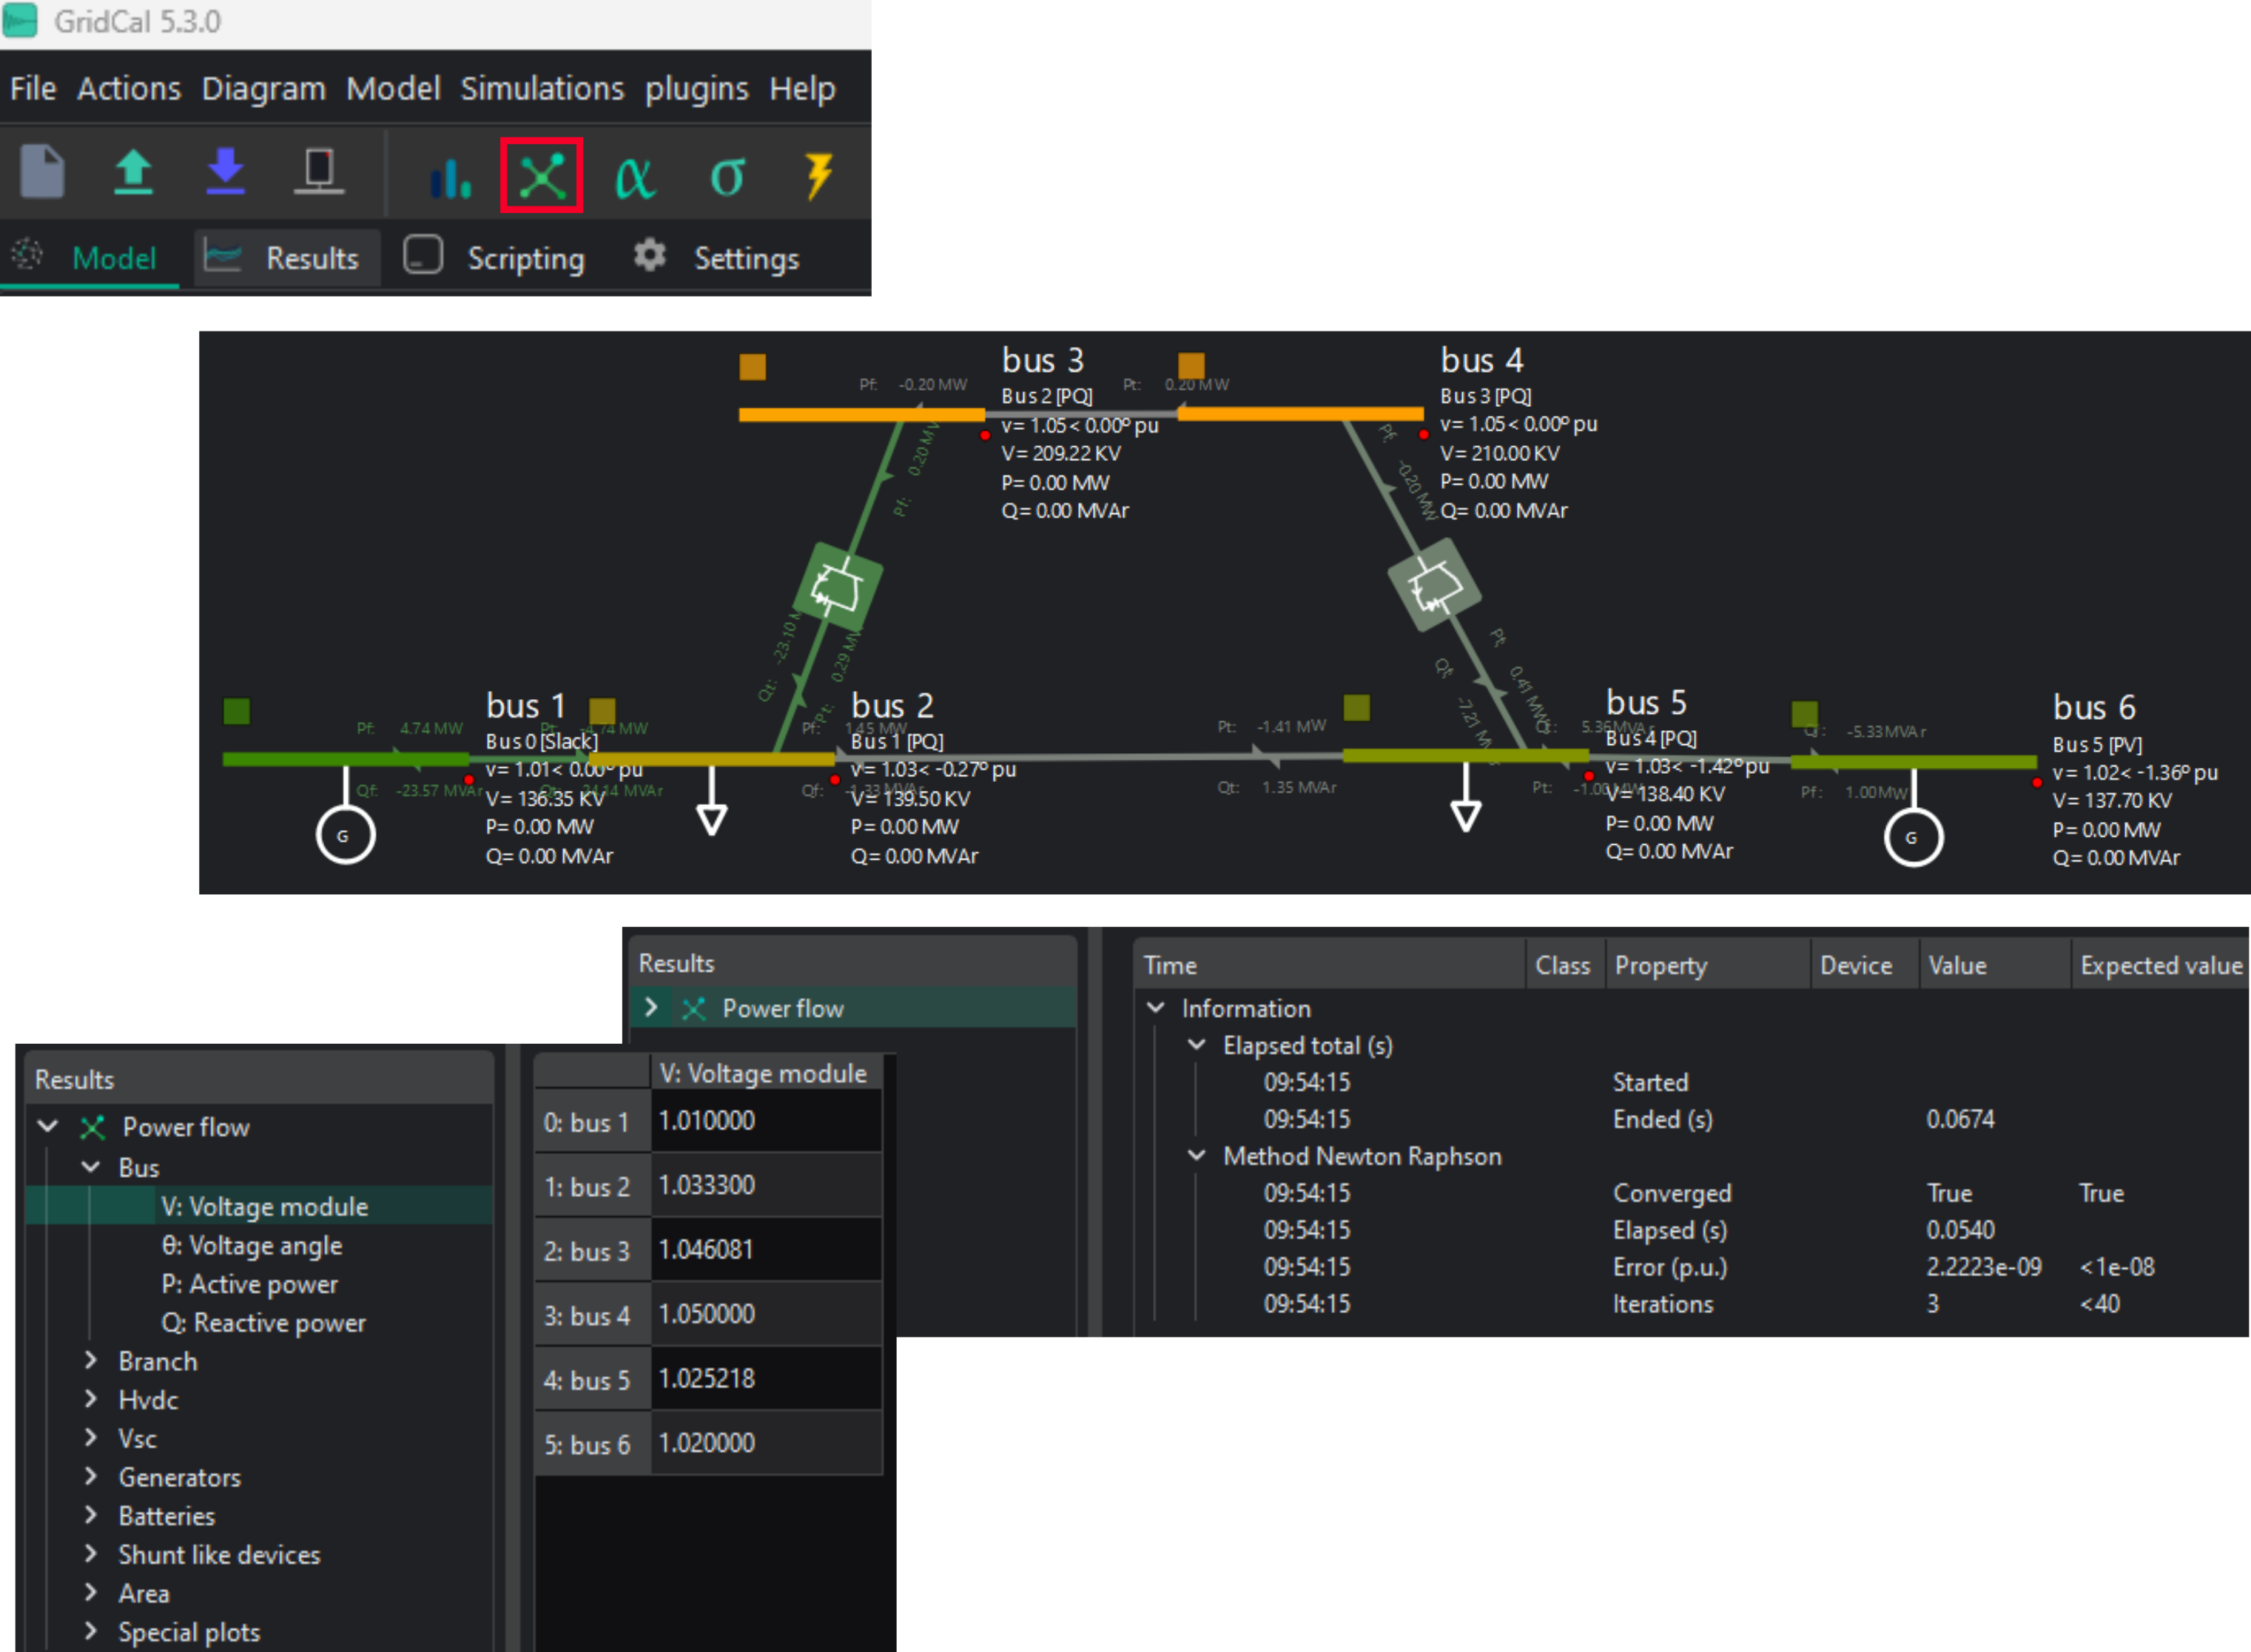 GridCal 5.3.0
File Actions Diagram Model Simulations plugins Help
α σ
Model Results Scripting Settings
bus 3
Bus 2 [PQ]
v= 1.05< 0.00º pu
V= 209.22 KV
P= 0.00 MW
Q= 0.00 MVAr
Pf: -0.20 MW
Pt: 0.20 MW
bus 4
Bus 3 [PQ]
v= 1.05< 0.00º pu
V= 210.00 KV
P= 0.00 MW
Q= 0.00 MVAr
Pf: 0.20 MW
Pf: -0.20 MW
Qt: -23.10 M
Pt: 0.29 MW
Pt: 0.41 MW
Qt: -7.21
bus 1
Bus 0 [Slack]
v= 1.01< 0.00º pu
V= 136.35 KV
P= 0.00 MW
Q= 0.00 MVAr
Pf: 4.74 MW
Qf: -23.57 MVAr
Pt: -4.74 MW
24.14 MVAr
G
bus 2
Bus 1 [PQ]
v= 1.03< -0.27º pu
V= 139.50 KV
P= 0.00 MW
Q= 0.00 MVAr
Pf: 1.45 MW
Qf: -1.33 MVAr
Pt: -1.41 MW
Qt: 1.35 MVAr
bus 5
Bus 4 [PQ]
v= 1.03< -1.42º pu
V= 138.40 KV
P= 0.00 MW
Q= 0.00 MVAr
5.36 MVAr
Pt: -1.00 MW
bus 6
Bus 5 [PV]
v= 1.02< -1.36º pu
V= 137.70 KV
P= 0.00 MW
Q= 0.00 MVAr
Qf: -5.33 MVAr
Pf: 1.00 MW
G
Results
Power flow
Time Class Property Device Value Expected value
Information
Elapsed total (s)
09:54:15 Started
09:54:15 Ended (s) 0.0674
Method Newton Raphson
09:54:15 Converged True True
09:54:15 Elapsed (s) 0.0540
09:54:15 Error (p.u.) 2.2223e-09 <1e-08
09:54:15 Iterations 3 <40
Results
Power flow
Bus
V: Voltage module
θ: Voltage angle
P: Active power
Q: Reactive power
Branch
Hvdc
Vsc
Generators
Batteries
Shunt like devices
Area
Special plots
V: Voltage module
0: bus 1 1.010000
1: bus 2 1.033300
2: bus 3 1.046081
3: bus 4 1.050000
4: bus 5 1.025218
5: bus 6 1.020000